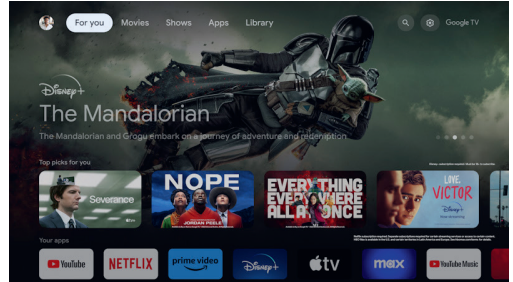 For you Movies Shows Apps Library Google TV
Disney+
The Mandalorian
The Mandalorian and Grogu embark on a journey of adventure and redemption.
Top picks for you
Severance
NOPE
JORDAN PEELE
EVERYTHING
EVERYWHERE
ALL AT ONCE
LOVE,
VICTOR
Disney+
Your apps
YouTube NETFLIX prime video Disney+ tv max YouTube Music